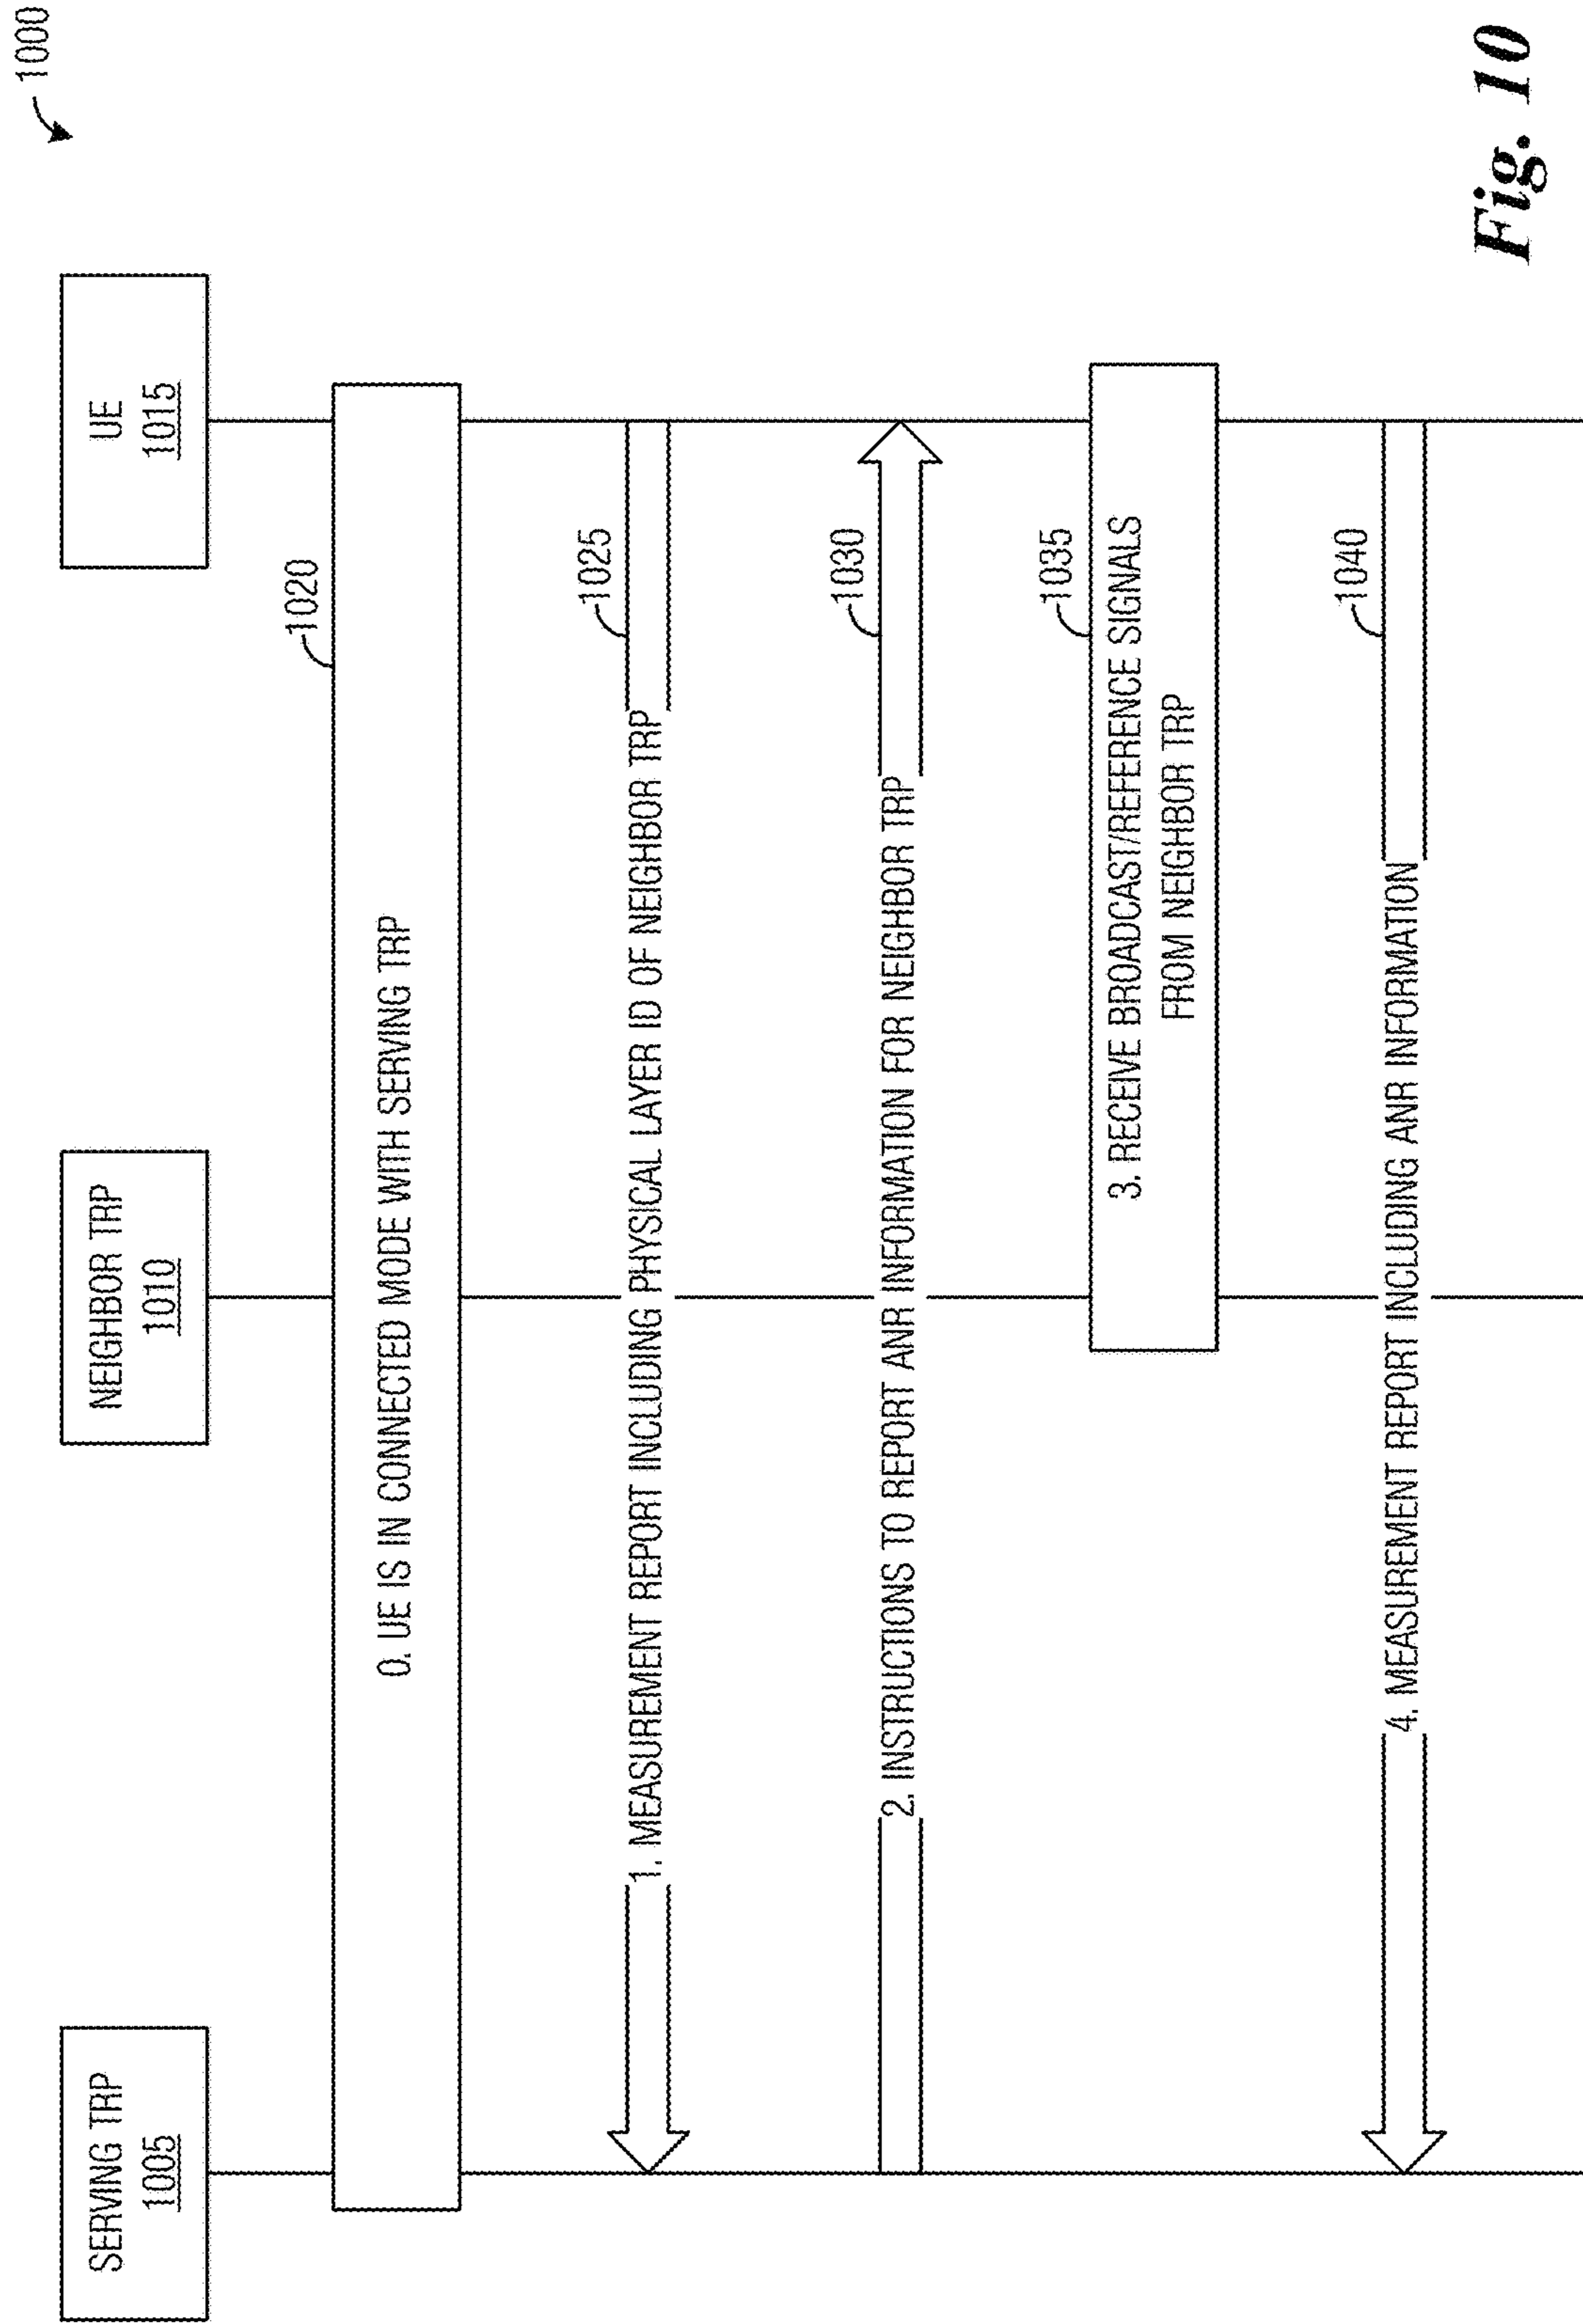 1000
SERVING TRP
1005
NEIGHBOR TRP
1010
UE
1015
1020
0. UE IS IN CONNECTED MODE WITH SERVING TRP
1025
1. MEASUREMENT REPORT INCLUDING PHYSICAL LAYER ID OF NEIGHBOR TRP
1030
2. INSTRUCTIONS TO REPORT ANR INFORMATION FOR NEIGHBOR TRP
1035
3. RECEIVE BROADCAST/REFERENCE SIGNALS
FROM NEIGHBOR TRP
1040
4. MEASUREMENT REPORT INCLUDING ANR INFORMATION
Fig. 10